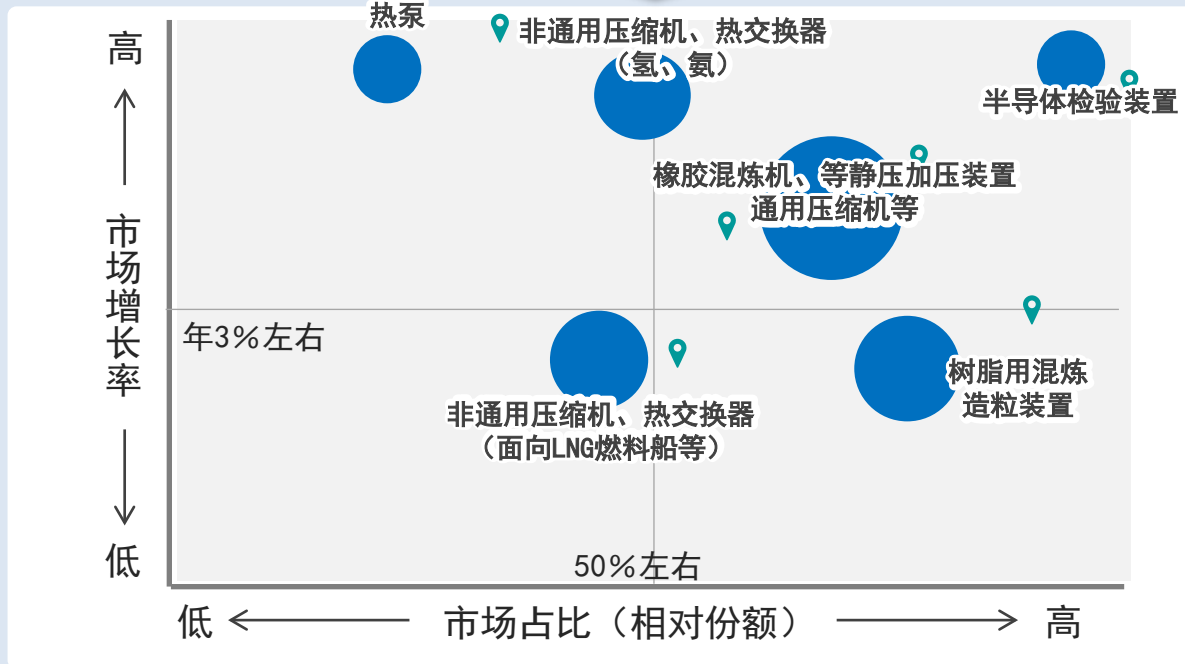 热泵
非通用压缩机、热交换器
（氢、氨）
半导体检验装置
橡胶混炼机、等静压加压装置
通用压缩机等
高
市场增长率
低
年3％左右
树脂用混炼
造粒装置
非通用压缩机、热交换器
（面向LNG燃料船等）
50％左右
低
市场占比（相对份额）
高